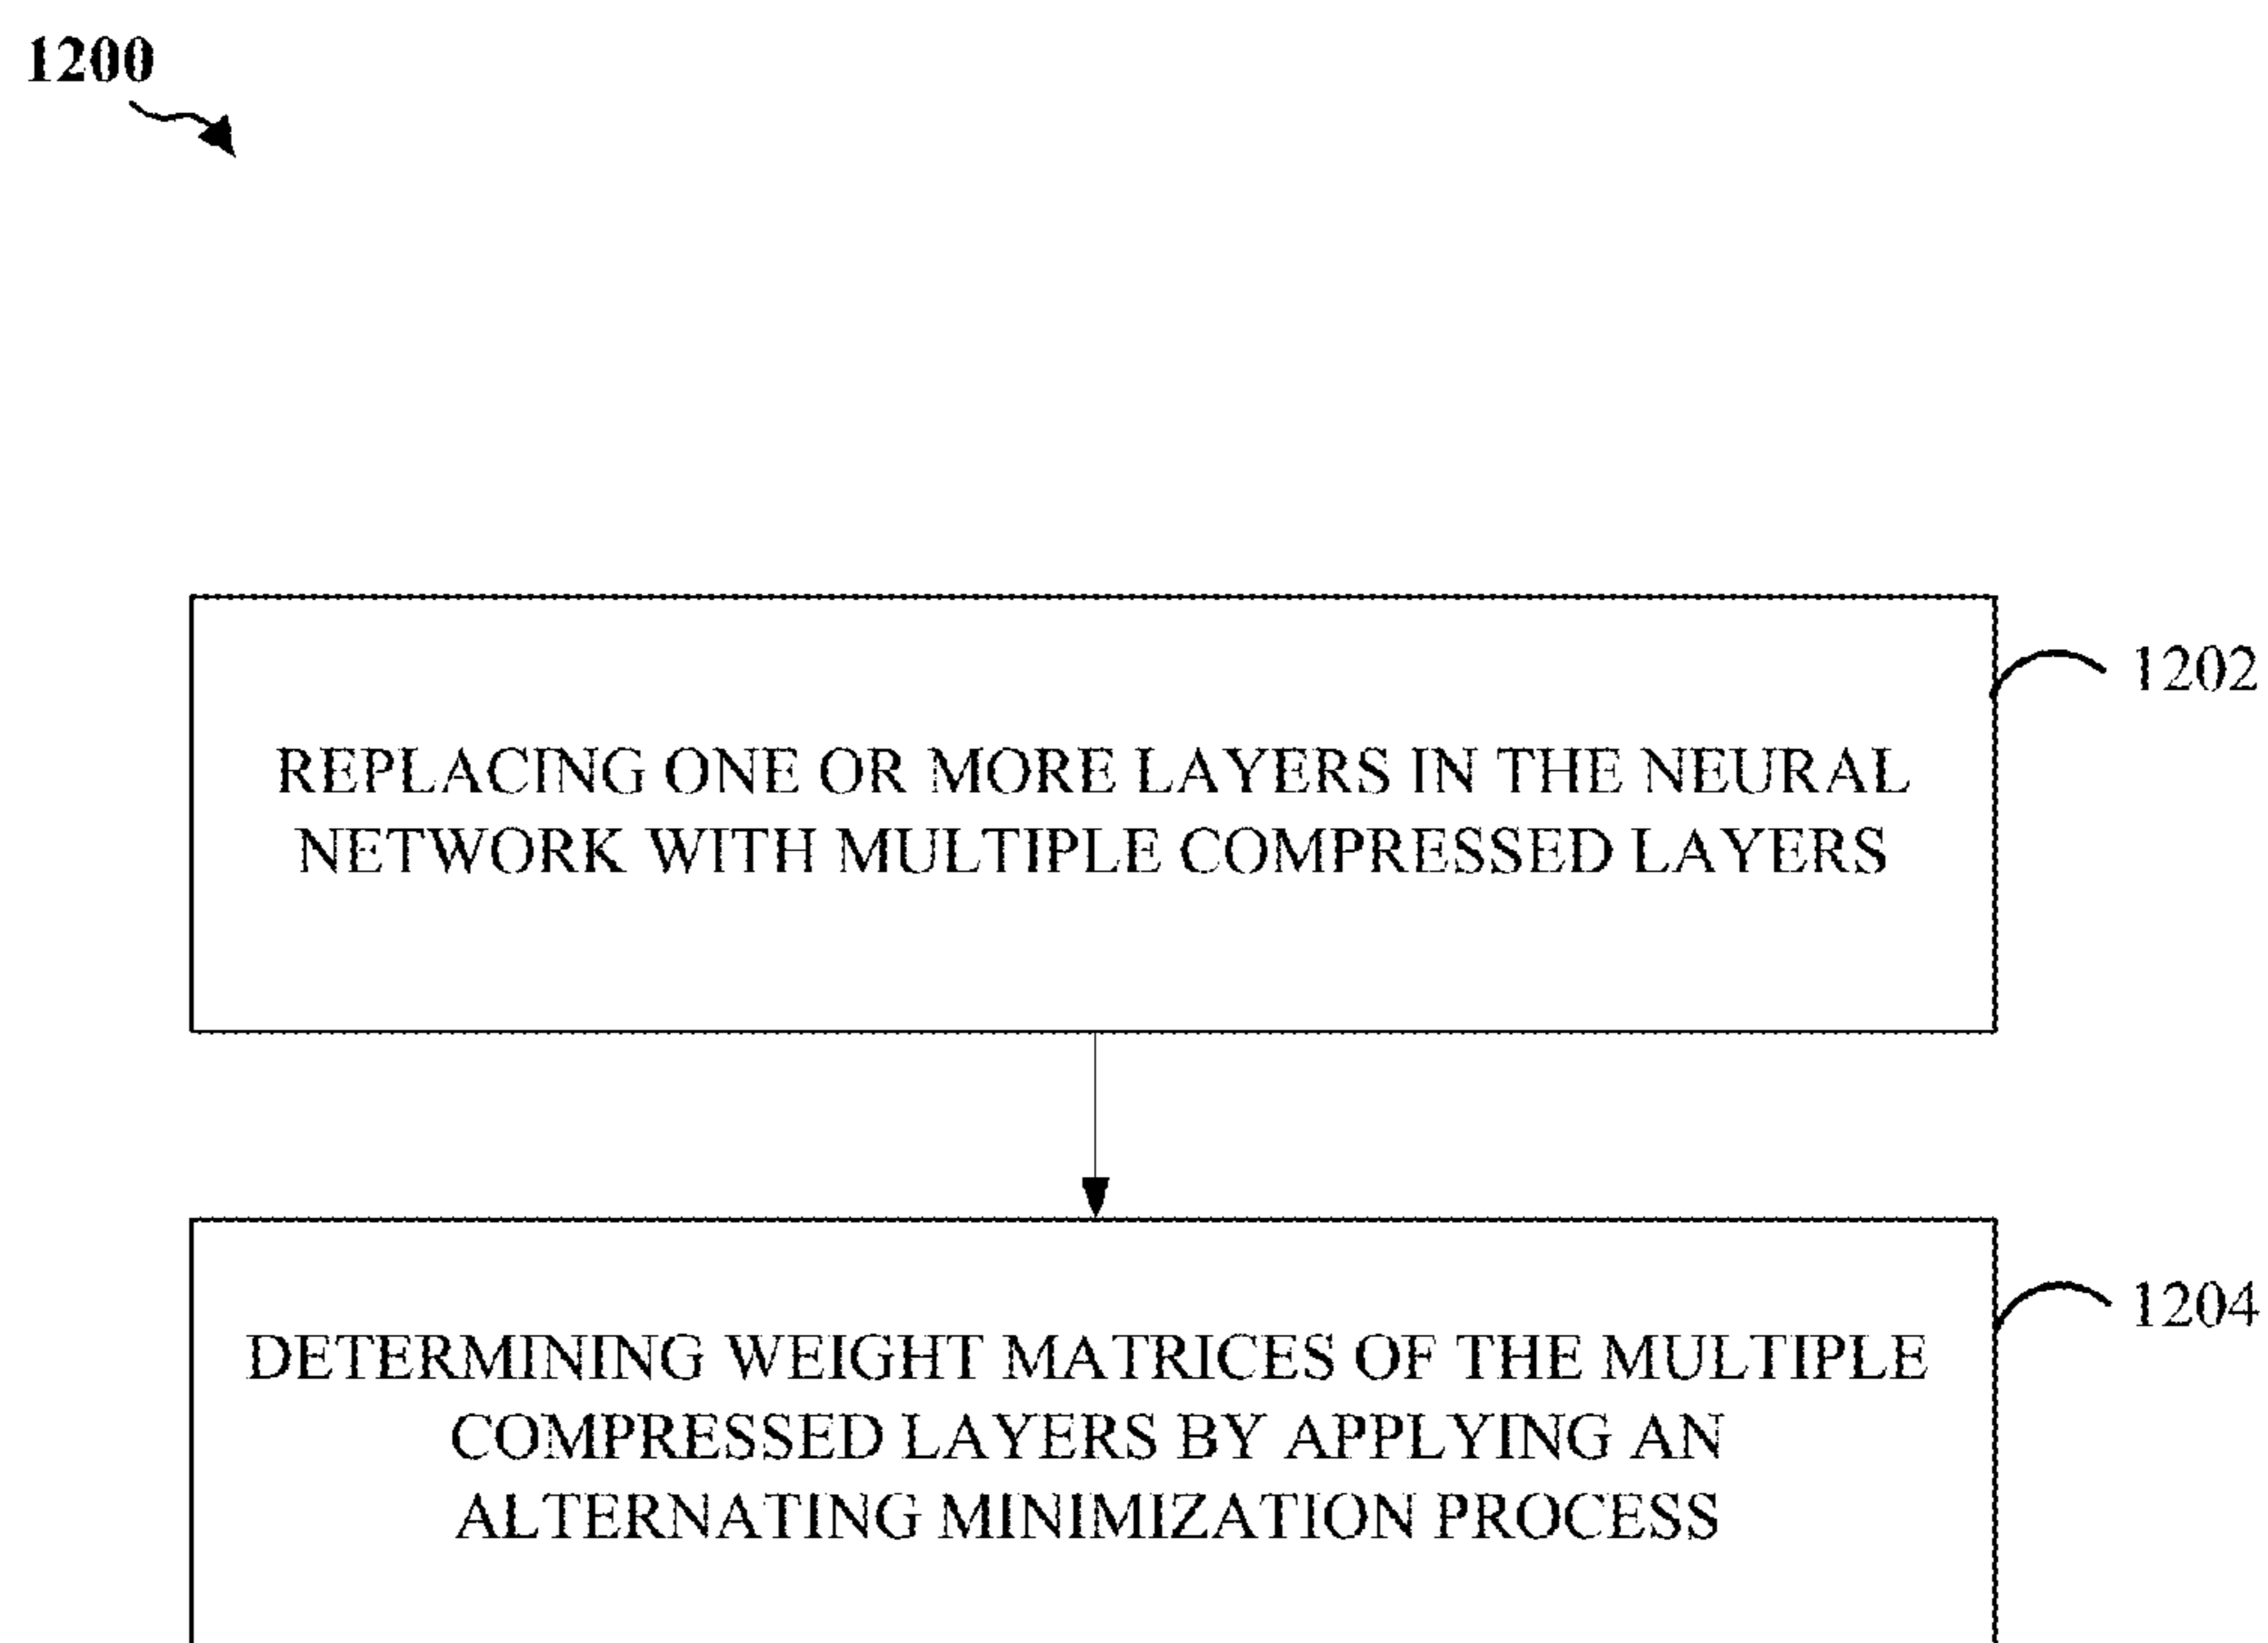 1200
1202
REPLACING ONE OR MORE LAYERS IN THE NEURAL
NETWORK WITH MULTIPLE COMPRESSED LAYERS
1204
DETERMINING WEIGHT MATRICES OF THE MULTIPLE
COMPRESSED LAYERS BY APPLYING AN
ALTERNATING MINIMIZATION PROCESS